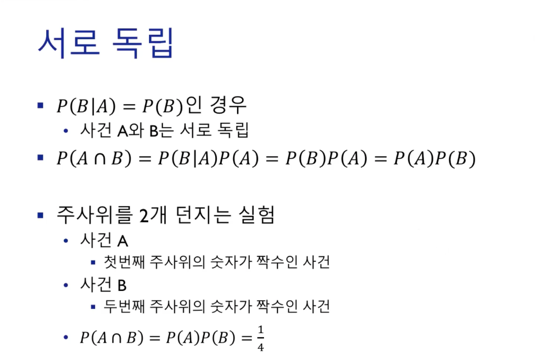 서로 독립
▪ P(B|A) = P(B)인 경우
• 사건 A와 B는 서로 독립
▪ P(A ∩ B) = P(B|A)P(A) = P(B)P(A) = P(A)P(B)
▪ 주사위를 2개 던지는 실험
• 사건 A
▪ 첫번째 주사위의 숫자가 짝수인 사건
• 사건 B
▪ 두번째 주사위의 숫자가 짝수인 사건
• P(A ∩ B) = P(A)P(B) = 1/4